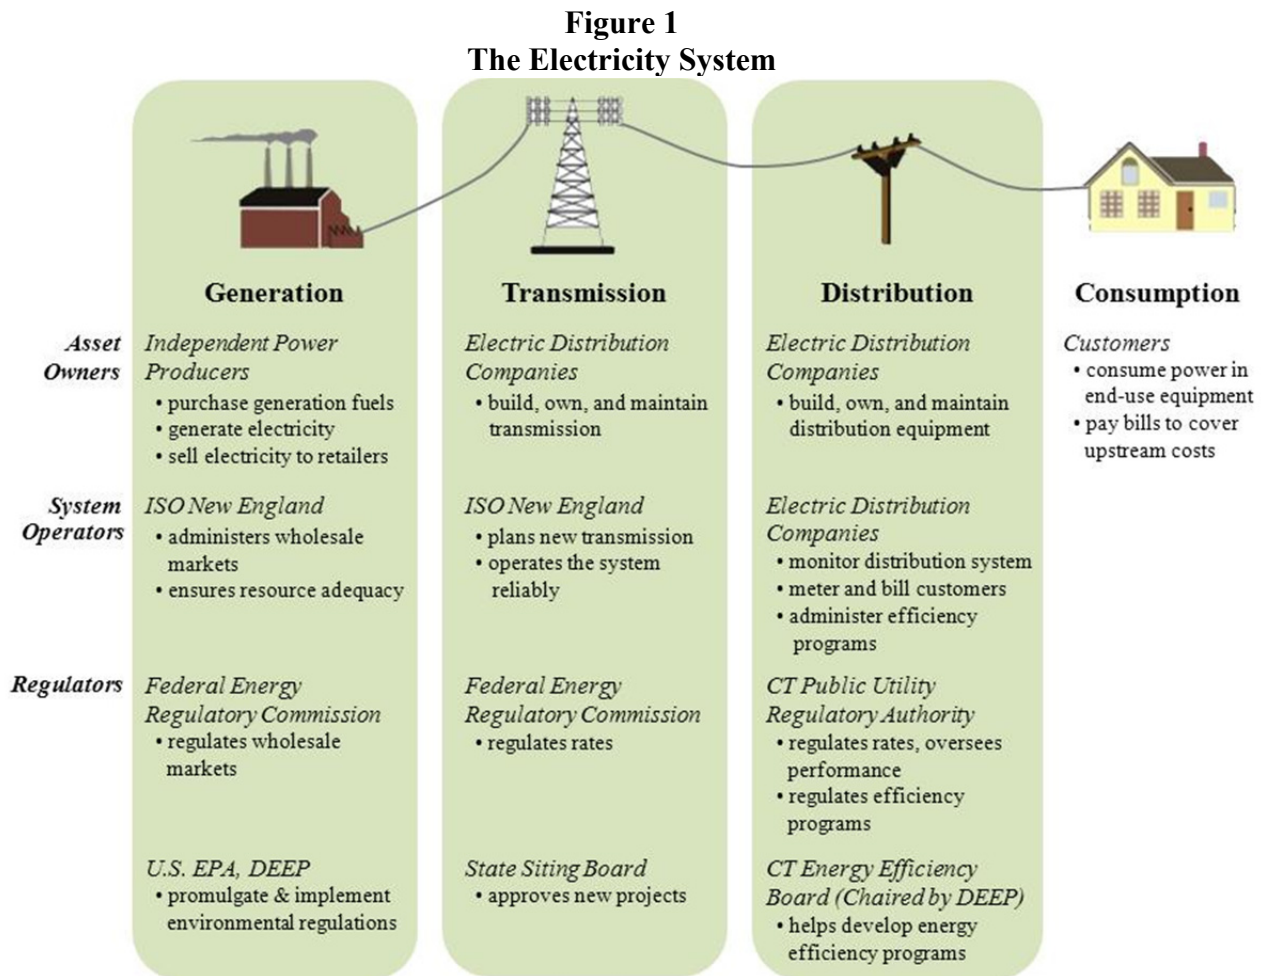 Figure 1
The Electricity System
Generation
Transmission
Distribution
Consumption
Asset
Owners
Independent Power
Producers
• purchase generation fuels
• generate electricity
• sell electricity to retailers
Electric Distribution
Companies
• build, own, and maintain
transmission
Electric Distribution
Companies
• build, own, and maintain
distribution equipment
Customers
• consume power in
end-use equipment
• pay bills to cover
upstream costs
System
Operators
ISO New England
• administers wholesale
markets
• ensures resource adequacy
ISO New England
• plans new transmission
• operates the system
reliably
Electric Distribution
Companies
• monitor distribution system
• meter and bill customers
• administer efficiency
programs
Regulators
Federal Energy
Regulatory Commission
• regulates wholesale
markets
Federal Energy
Regulatory Commission
• regulates rates
CT Public Utility
Regulatory Authority
• regulates rates, oversees
performance
• regulates efficiency
programs
U.S. EPA, DEEP
• promulgate & implement
environmental regulations
State Siting Board
• approves new projects
CT Energy Efficiency
Board (Chaired by DEEP)
• helps develop energy
efficiency programs